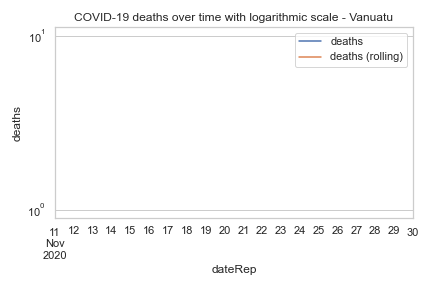 COVID-19 deaths over time with logarithmic scale - Vanuatu
10¹
deaths
deaths (rolling)
deaths
10⁰
11 12 13 14 15 16 17 18 19 20 21 22 23 24 25 26 27 28 29 30
Nov
2020
dateRep